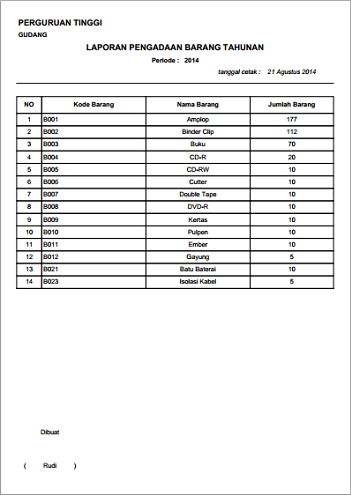 PERGURUAN TINGGI
GUDANG
LAPORAN PENGADAAN BARANG TAHUNAN
Periode : 2014
tanggal cetak : 21 Agustus 2014
NO Kode Barang Nama Barang Jumlah Barang
1 B001 Amplop 177
2 B002 Binder Clip 112
3 B003 Buku 70
4 B004 CD-R 20
5 B005 CD-RW 10
6 B006 Cutter 10
7 B007 Double Tape 10
8 B008 DVD-R 10
9 B009 Kertas 10
10 B010 Pulpen 10
11 B011 Ember 10
12 B012 Gayung 5
13 B021 Batu Baterai 10
14 B023 Isolasi Kabel 5
Dibuat
( Rudi )